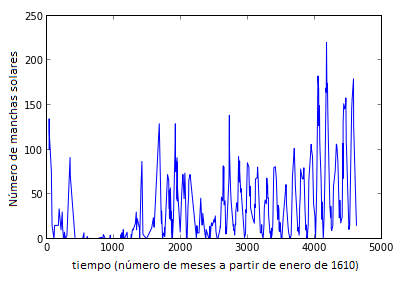 250
200
150
100
50
0
Número de manchas solares
0 1000 2000 3000 4000 5000
tiempo (número de meses a partir de enero de 1610)